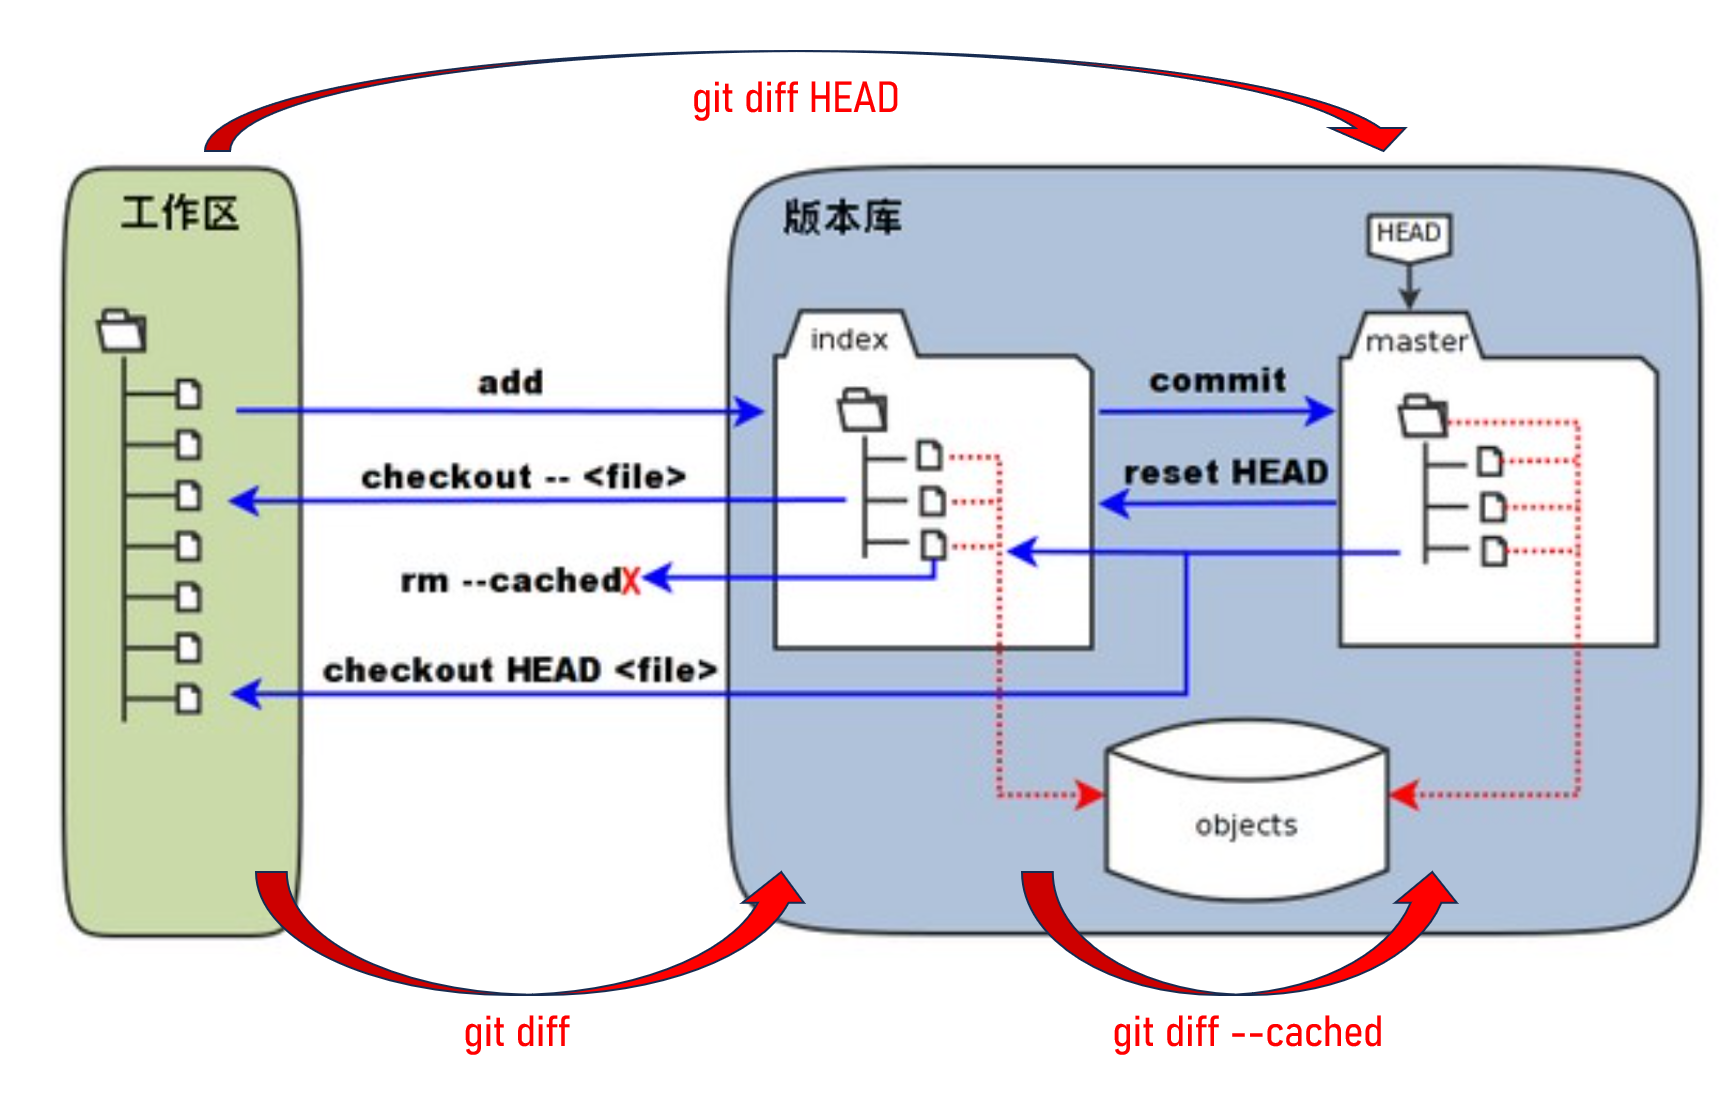 git diff HEAD
工作区
版本库
HEAD
index
master
add
commit
checkout -- <file>
reset HEAD
rm --cachedX
checkout HEAD <file>
objects
git diff
git diff --cached